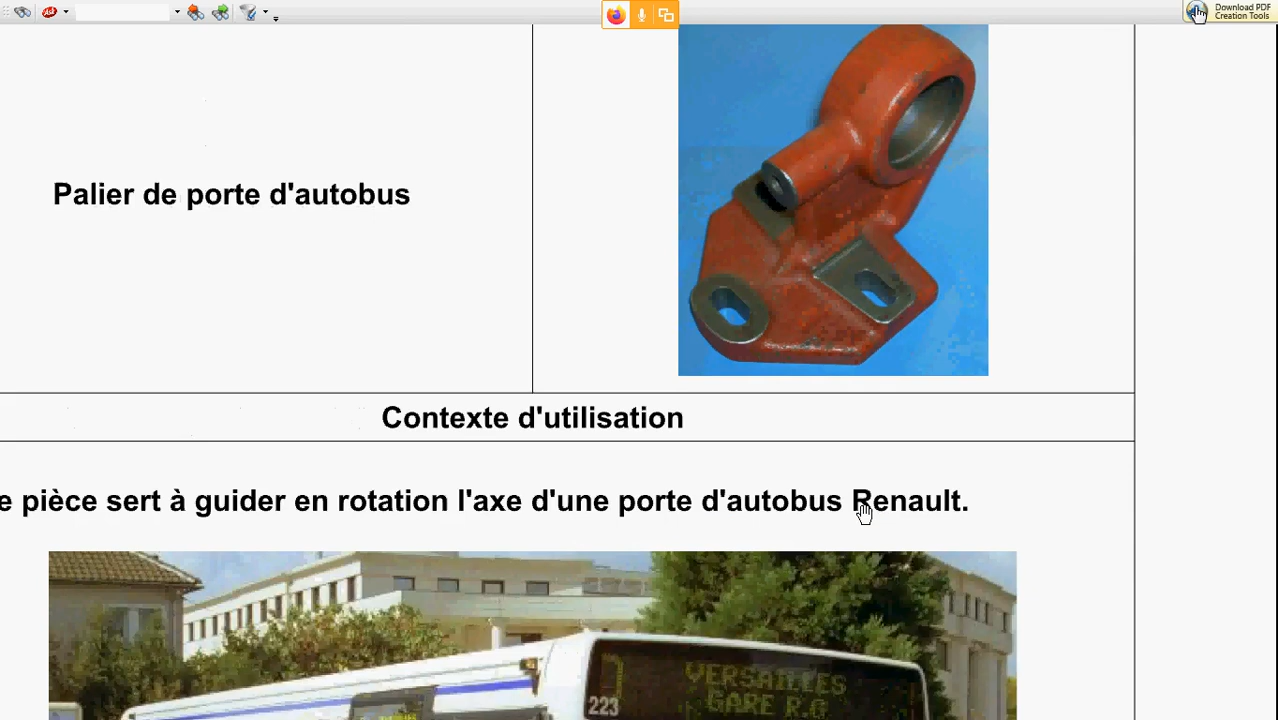 Download PDF
Creation Tools
Palier de porte d'autobus
Contexte d'utilisation
e pièce sert à guider en rotation l'axe d'une porte d'autobus Renault.
VERSAILLES
GARE R.G
223